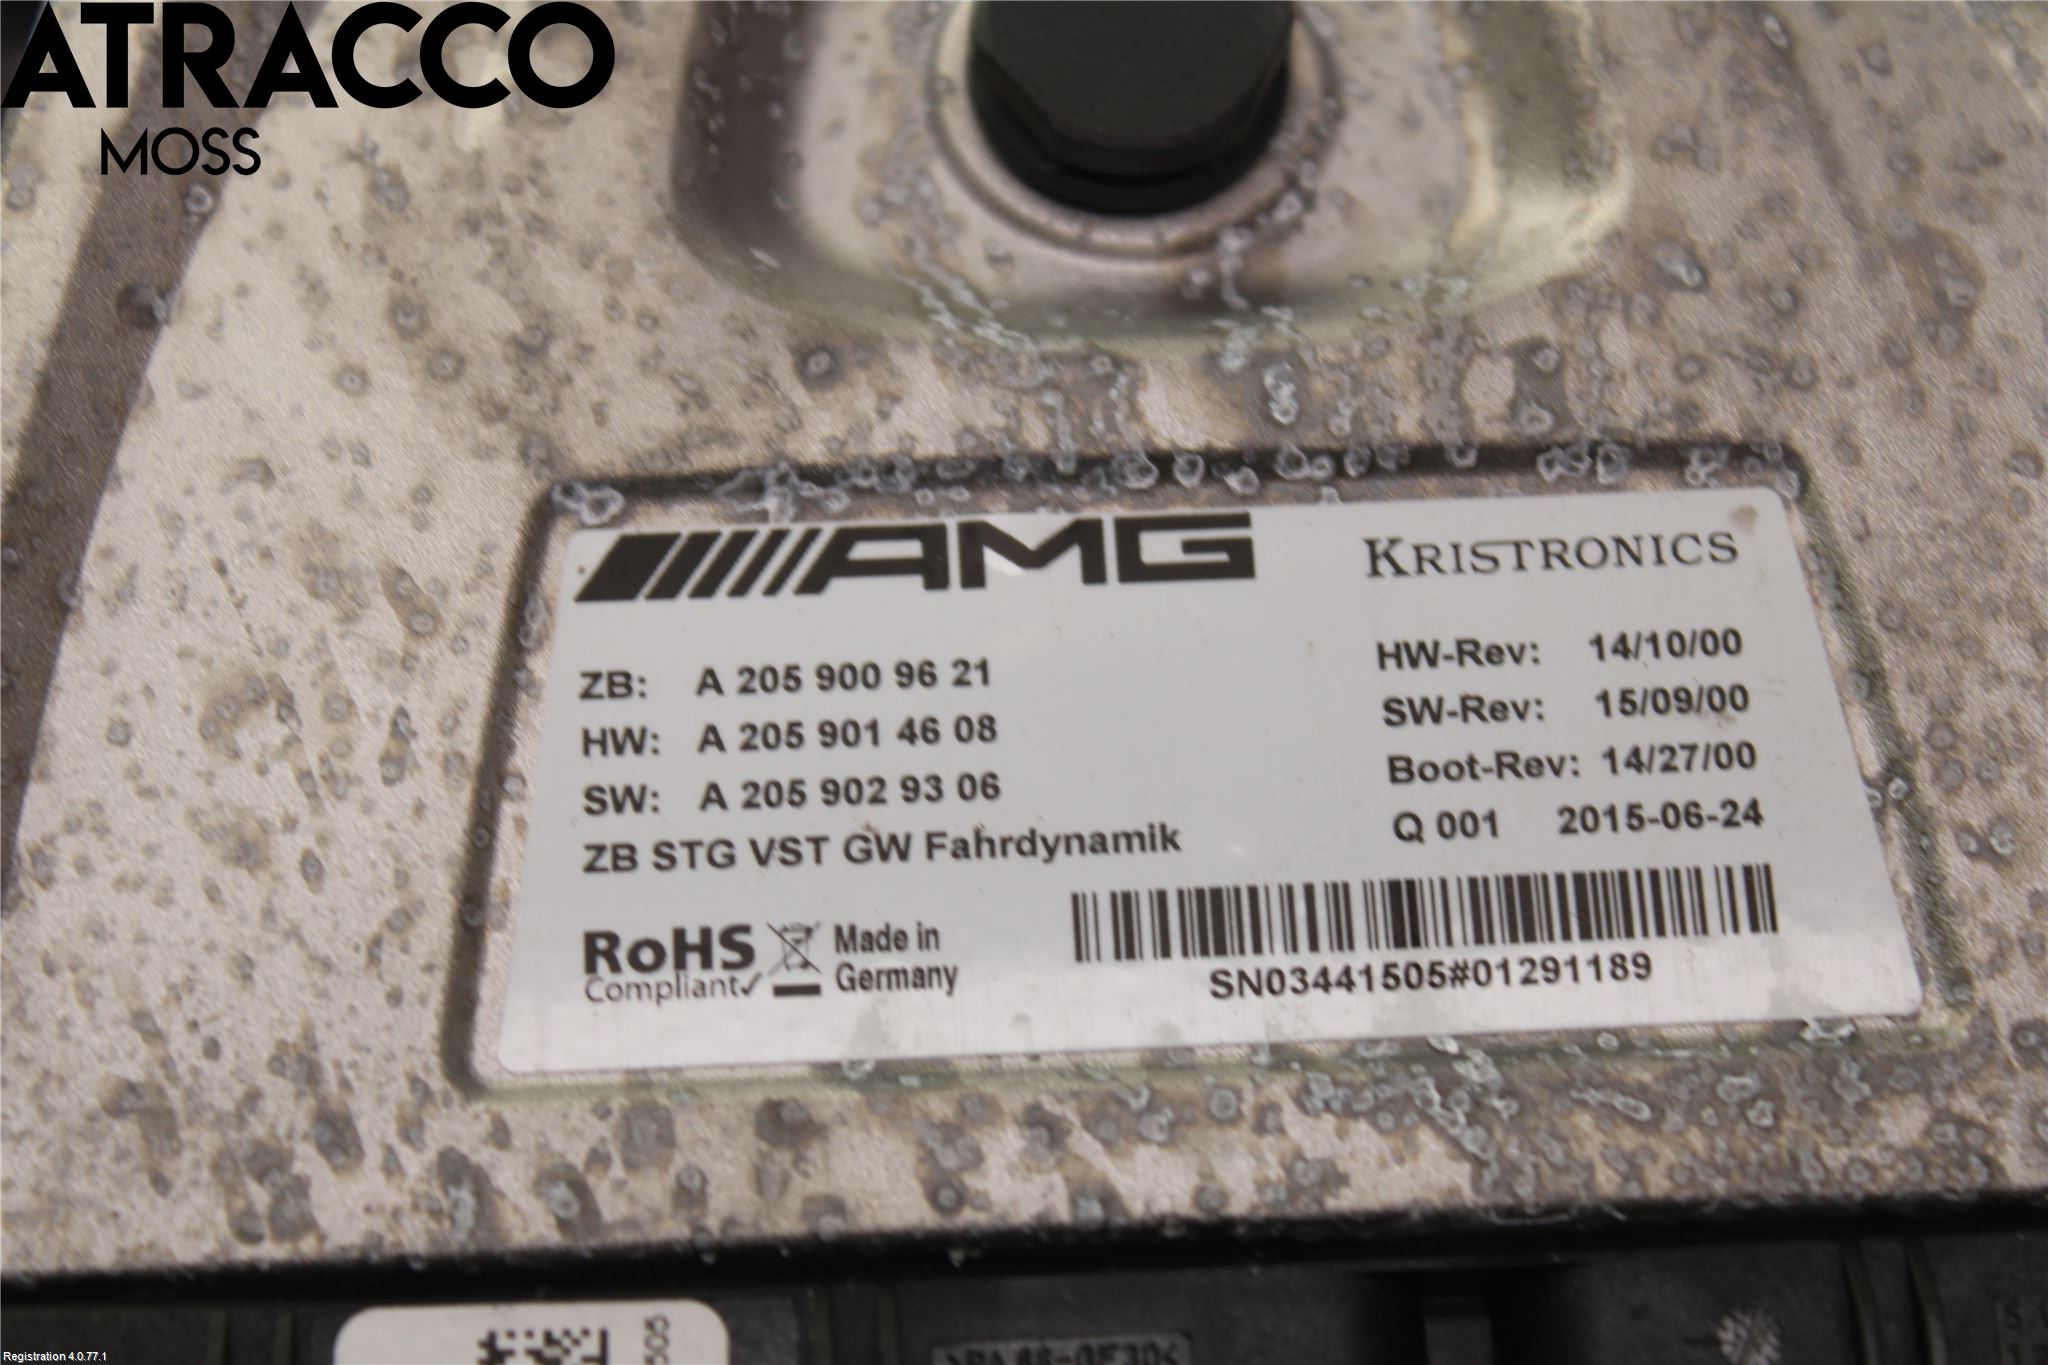 ATRACCO
MOSS
AMG
KRISTRONICS
ZB: A 205 900 96 21
HW: A 205 901 46 08
SW: A 205 902 93 06
ZB STG VST GW Fahrdynamik
HW-Rev: 14/10/00
SW-Rev: 15/09/00
Boot-Rev: 14/27/00
Q 001 2015-06-24
RoHS
Compliant✓
Made in
Germany
SN03441505#01291189
Registration 4.0.77.1